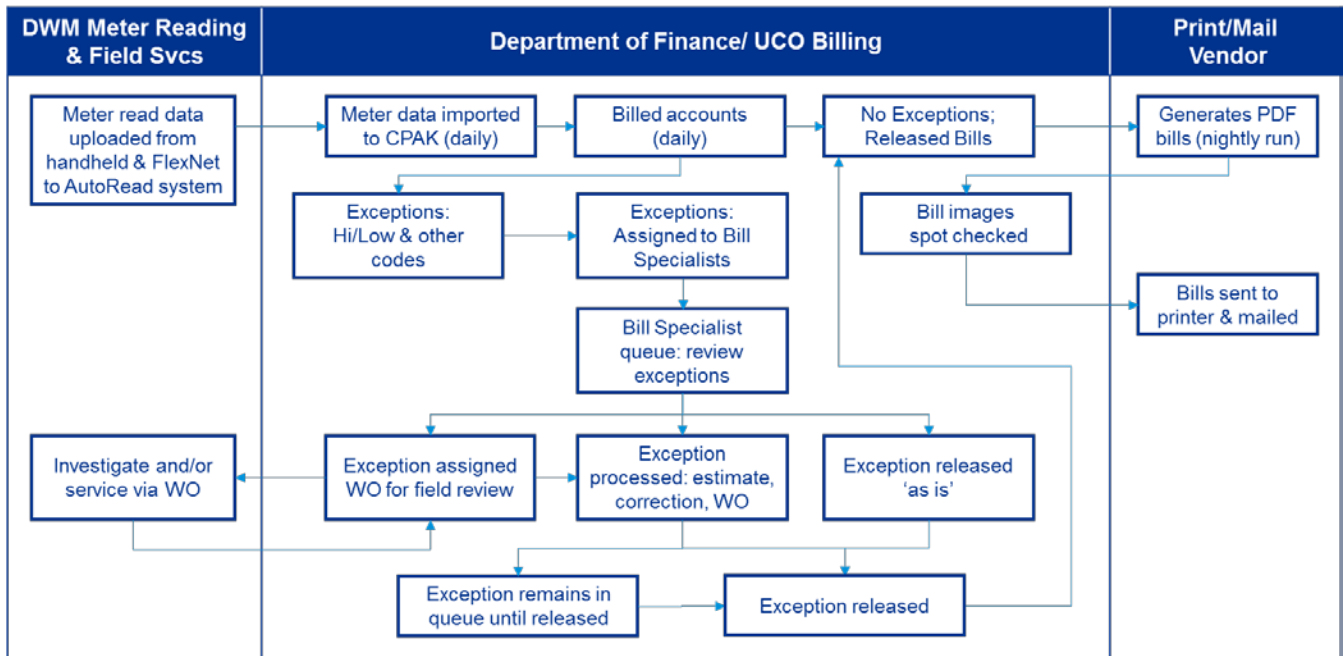 DWM Meter Reading
& Field Svcs
Department of Finance/ UCO Billing
Print/Mail
Vendor
Meter read data
uploaded from
handheld & FlexNet
to AutoRead system
Meter data imported
to CPAK (daily)
Billed accounts
(daily)
No Exceptions;
Released Bills
Generates PDF
bills (nightly run)
Exceptions:
Hi/Low & other
codes
Exceptions:
Assigned to Bill
Specialists
Bill images
spot checked
Bills sent to
printer & mailed
Bill Specialist
queue: review
exceptions
Investigate and/or
service via WO
Exception assigned
WO for field review
Exception
processed: estimate,
correction, WO
Exception released
‘as is’
Exception remains in
queue until released
Exception released